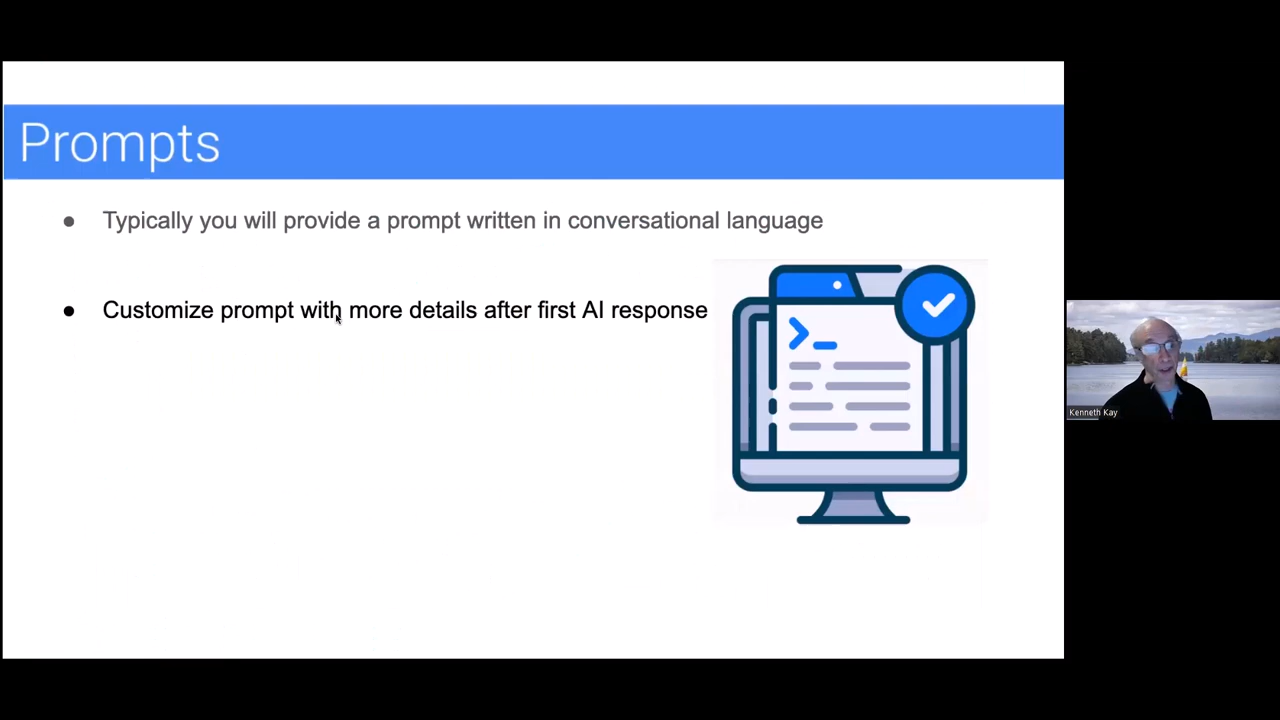 Prompts
● Typically you will provide a prompt written in conversational language
● Customize prompt with more details after first AI response
Kenneth Kay